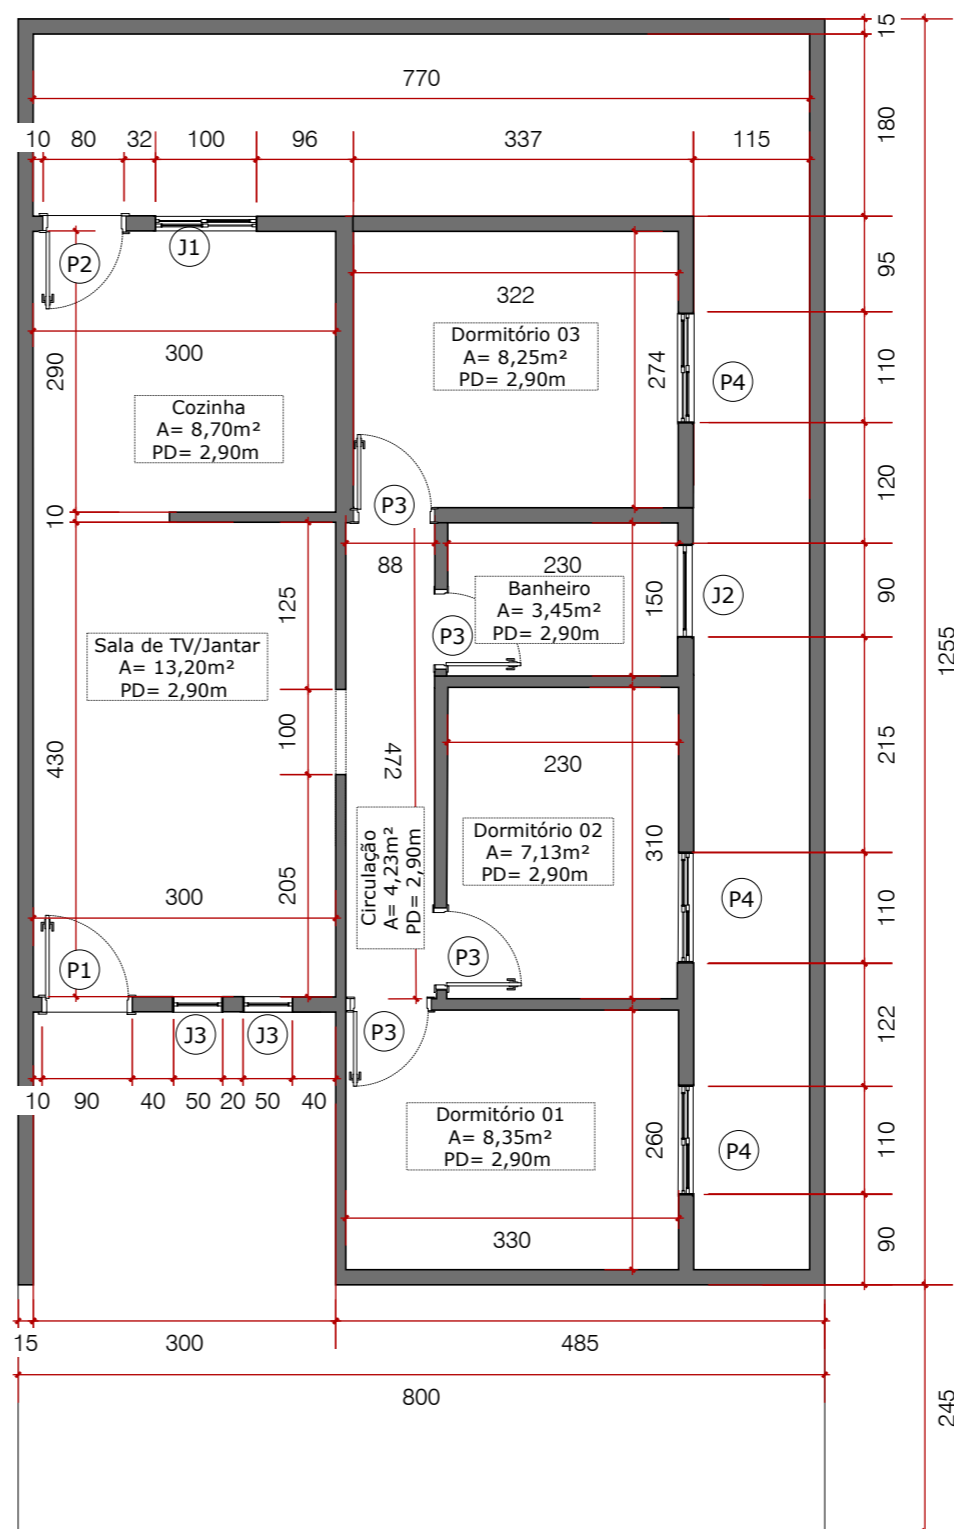 15
770
180
10 80 32 100 96 337 115
P2
J1
95
322
300
290
Dormitório 03
A= 8,25m²
PD= 2,90m
274
P4
110
Cozinha
A= 8,70m²
PD= 2,90m
P3
120
10
88
230
125
Banheiro
A= 3,45m²
PD= 2,90m
150
J2
90
P3
Sala de TV/Jantar
A= 13,20m²
PD= 2,90m
1255
100
430
472
230
215
Circulação
A= 4,23m²
PD= 2,90m
Dormitório 02
A= 7,13m²
PD= 2,90m
310
205
300
P4
110
P1
P3
J3
J3
P3
122
10 90 40 50 20 50 40
Dormitório 01
A= 8,35m²
PD= 2,90m
260
P4
110
330
90
15 300 485
800
245